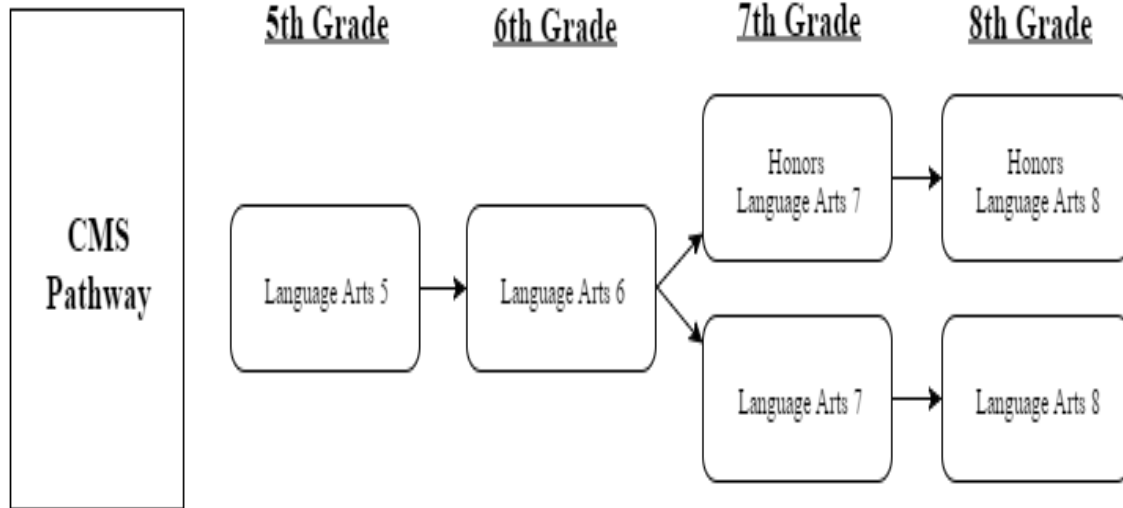 5th Grade
6th Grade
7th Grade
8th Grade
CMS
Pathway
Language Arts 5
Language Arts 6
Honors
Language Arts 7
Honors
Language Arts 8
Language Arts 7
Language Arts 8